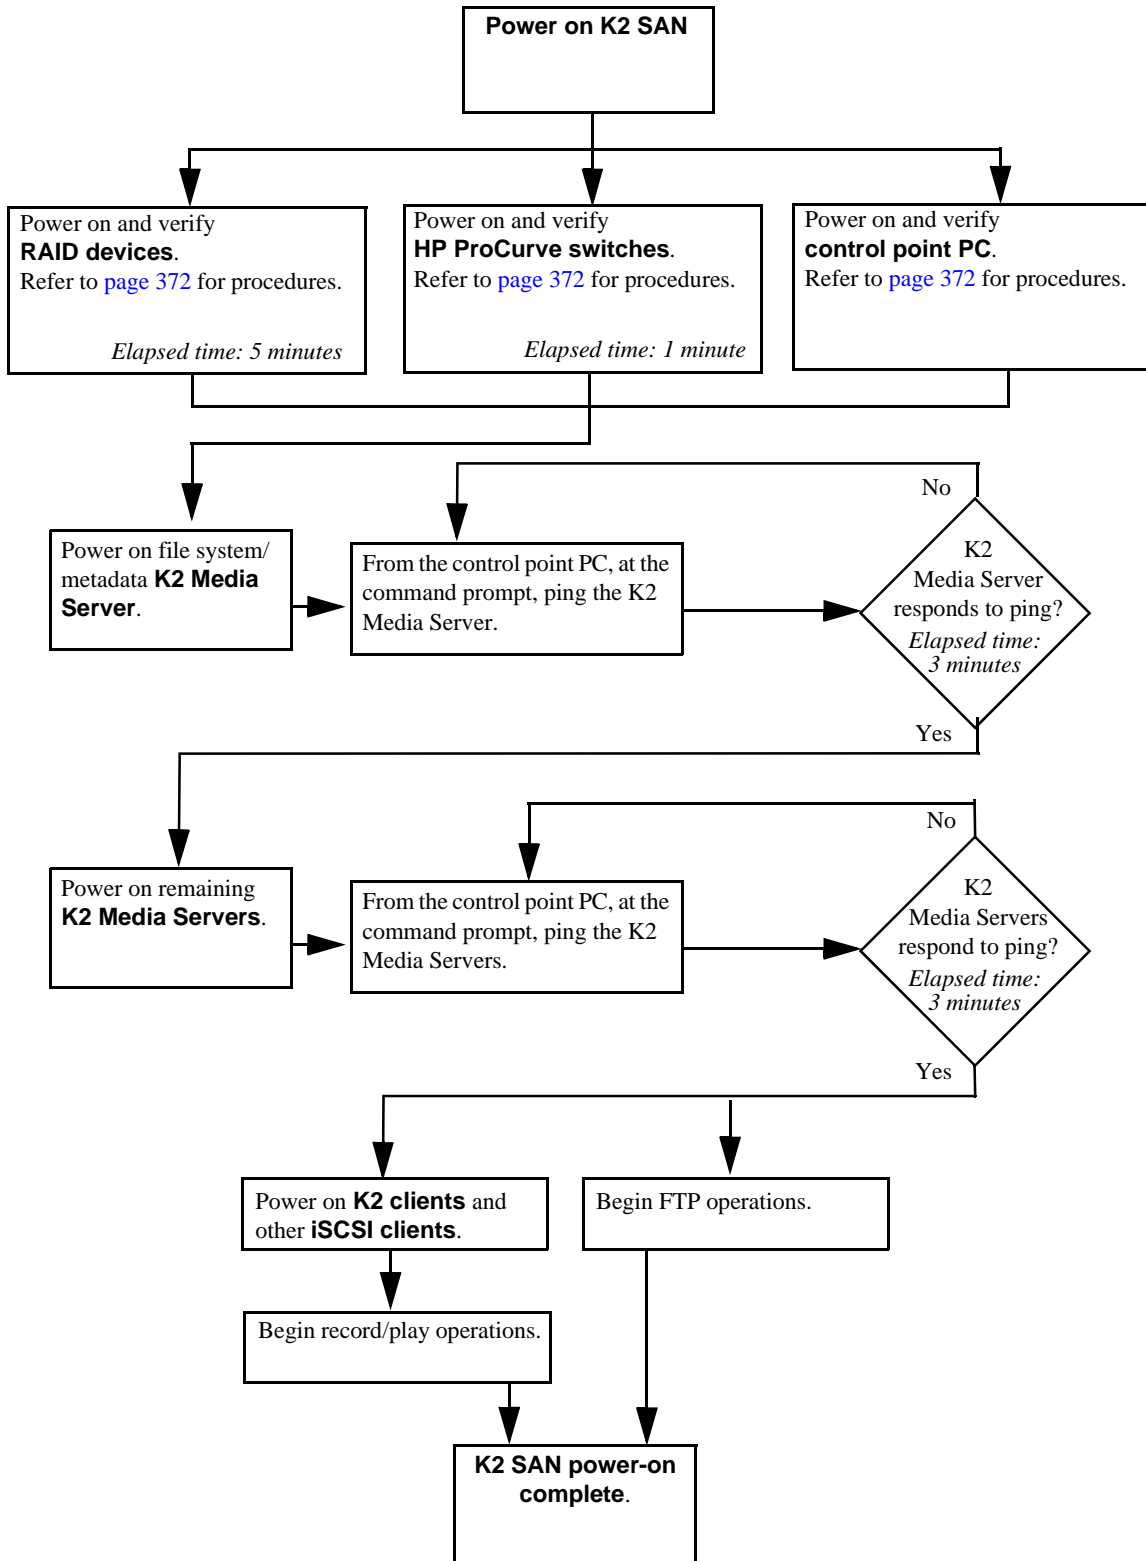 Power on K2 SAN
Power on and verify
RAID devices.
Refer to page 372 for procedures.
Elapsed time: 5 minutes
Power on and verify
HP ProCurve switches.
Refer to page 372 for procedures.
Elapsed time: 1 minute
Power on and verify
control point PC.
Refer to page 372 for procedures.
No
Power on file system/
metadata K2 Media
Server.
From the control point PC, at the
command prompt, ping the K2
Media Server.
K2
Media Server
responds to ping?
Elapsed time:
3 minutes
Yes
No
Power on remaining
K2 Media Servers.
From the control point PC, at the
command prompt, ping the K2
Media Servers.
K2
Media Servers
respond to ping?
Elapsed time:
3 minutes
Yes
Power on K2 clients and
other iSCSI clients.
Begin FTP operations.
Begin record/play operations.
K2 SAN power-on
complete.